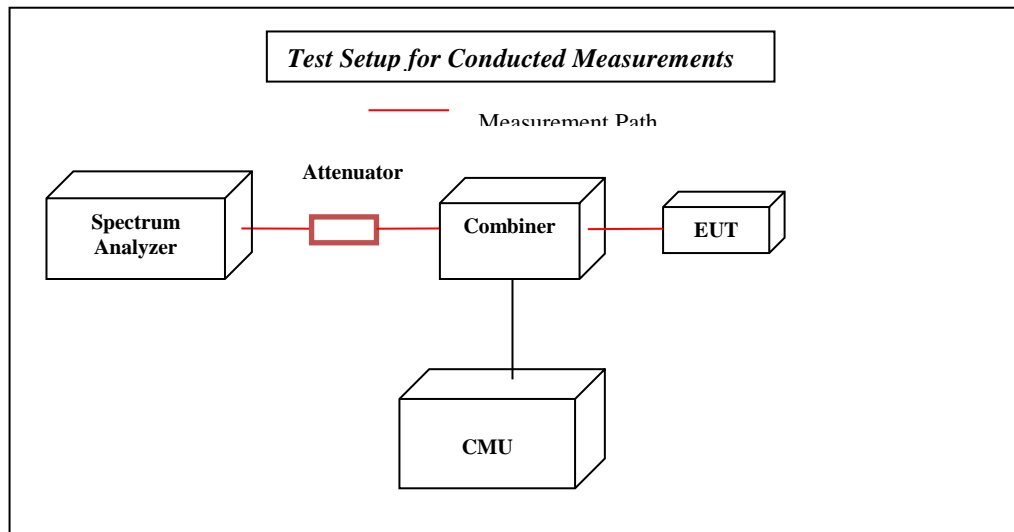 Test Setup for Conducted Measurements
Measurement Path
Attenuator
Spectrum
Analyzer
Combiner
EUT
CMU